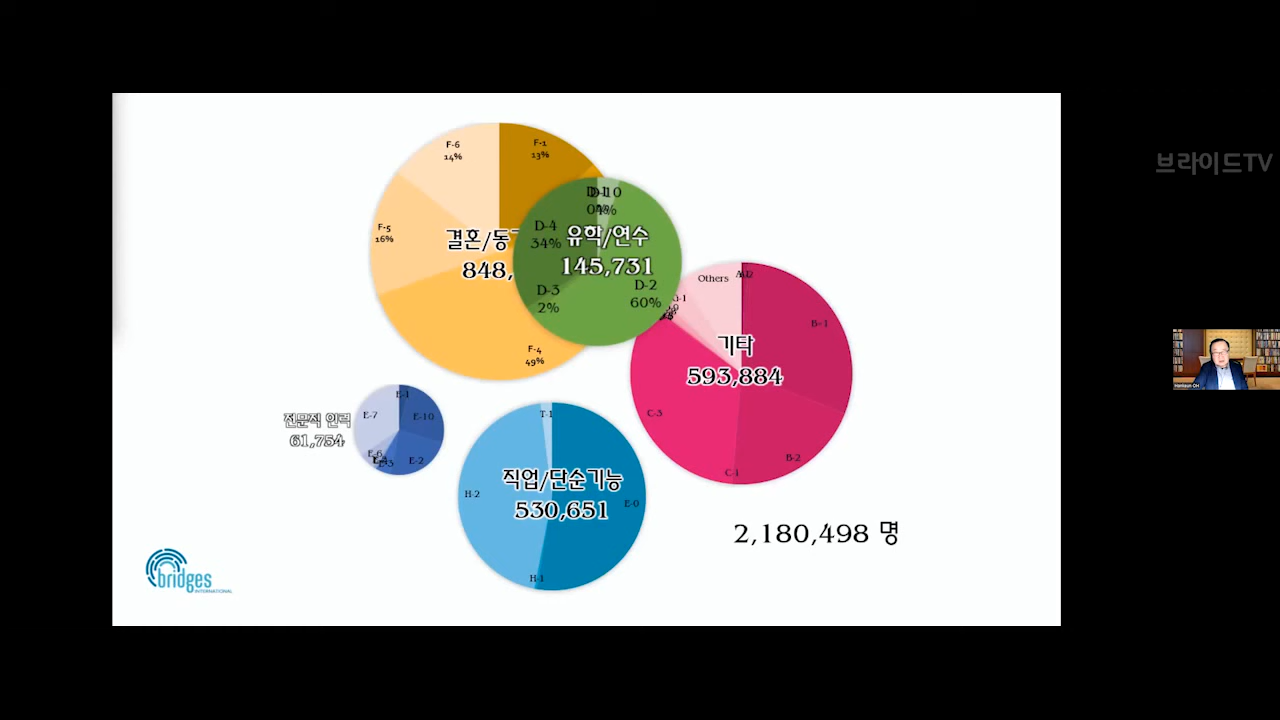 브라이드TV
F-6
14%
F-1
13%
F-5
16%
결혼/동
848,
F-4
49%
D-10
D-4
34%
유학/연수
145,731
D-3
2%
D-2
60%
Others
B-1
기타
593,884
C-3
B-2
C-1
전문직 인력
61,754
E-1
E-7
E-10
E-6
E-2
T-1
직업/단순기능
530,651
H-2
H-1
2,180,498 명
bridges
INTERNATIONAL